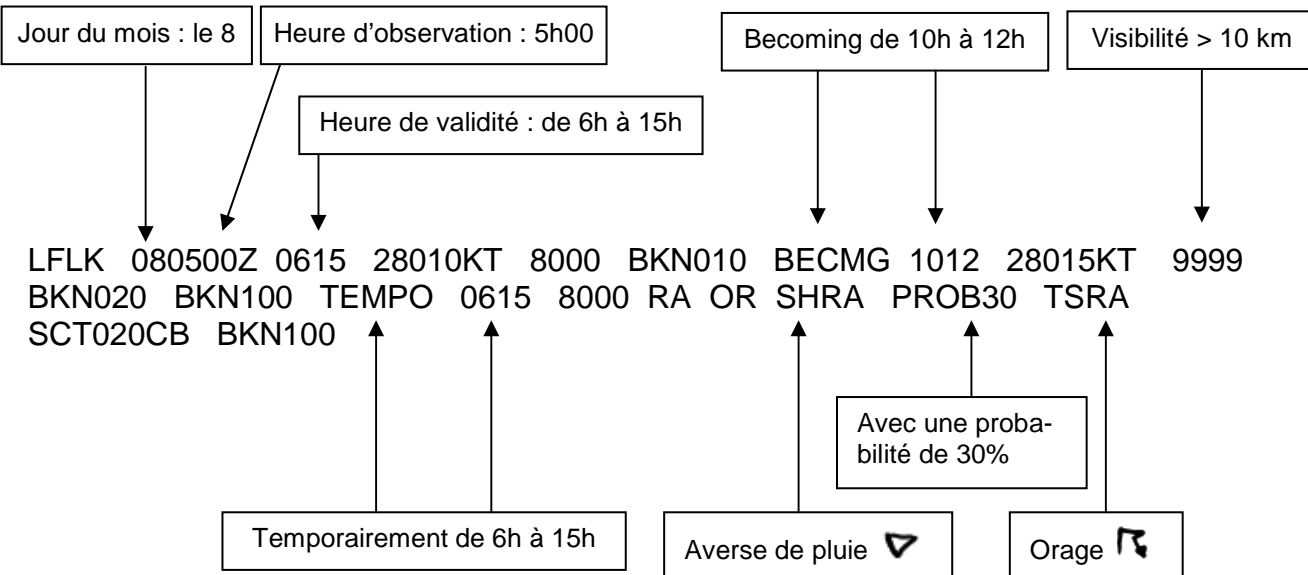 Jour du mois : le 8
Heure d'observation : 5h00
Becoming de 10h à 12h
Visibilité > 10 km
Heure de validité : de 6h à 15h
LFLK 080500Z 0615 28010KT 8000 BKN010 BECMG 1012 28015KT 9999
BKN020 BKN100 TEMPO 0615 8000 RA OR SHRA PROB30 TSRA
SCT020CB BKN100
Avec une proba-
bilité de 30%
Temporairement de 6h à 15h
Averse de pluie
Orage